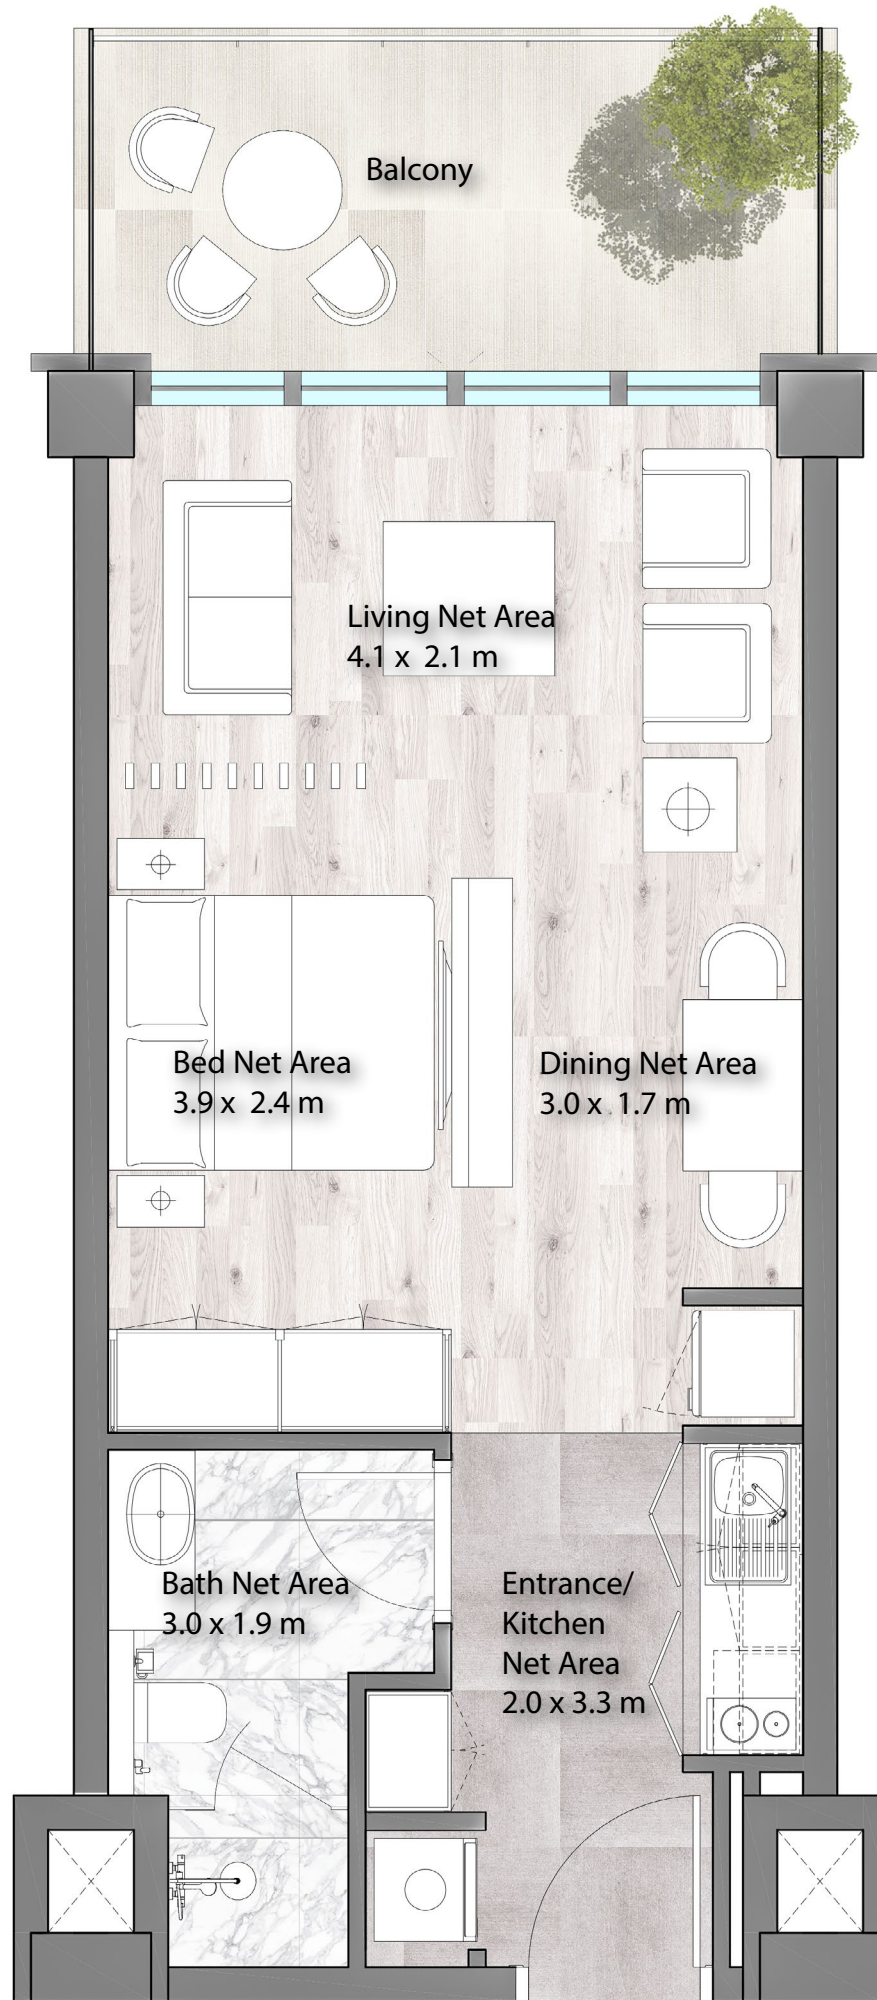 Balcony
Living Net Area
4.1 x 2.1 m
Bed Net Area
3.9 x 2.4 m
Dining Net Area
3.0 x 1.7 m
Bath Net Area
3.0 x 1.9 m
Entrance/
Kitchen
Net Area
2.0 x 3.3 m